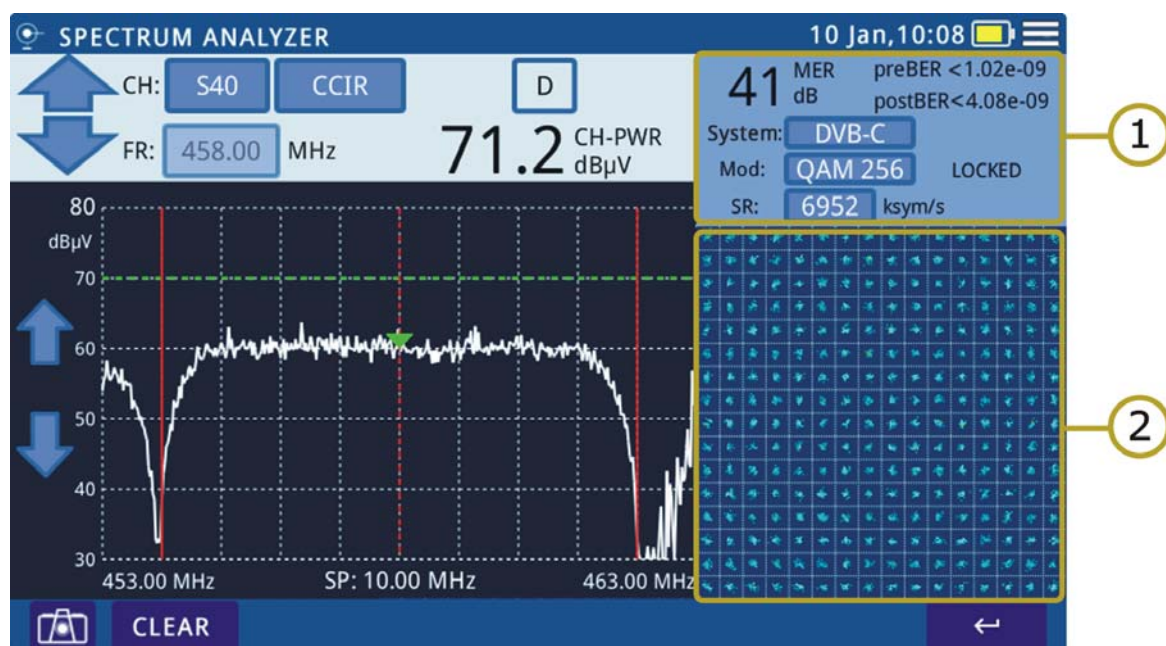 SPECTRUM ANALYZER
10 Jan,10:08
CH: S40 CCIR D
FR: 458.00 MHz
71.2 CH-PWR dBµV
41 MER dB
preBER <1.02e-09
postBER<4.08e-09
System: DVB-C
Mod: QAM 256 LOCKED
SR: 6952 ksym/s
1
80
dBµV
70
60
50
40
30
453.00 MHz SP: 10.00 MHz 463.00 MHz
2
CLEAR